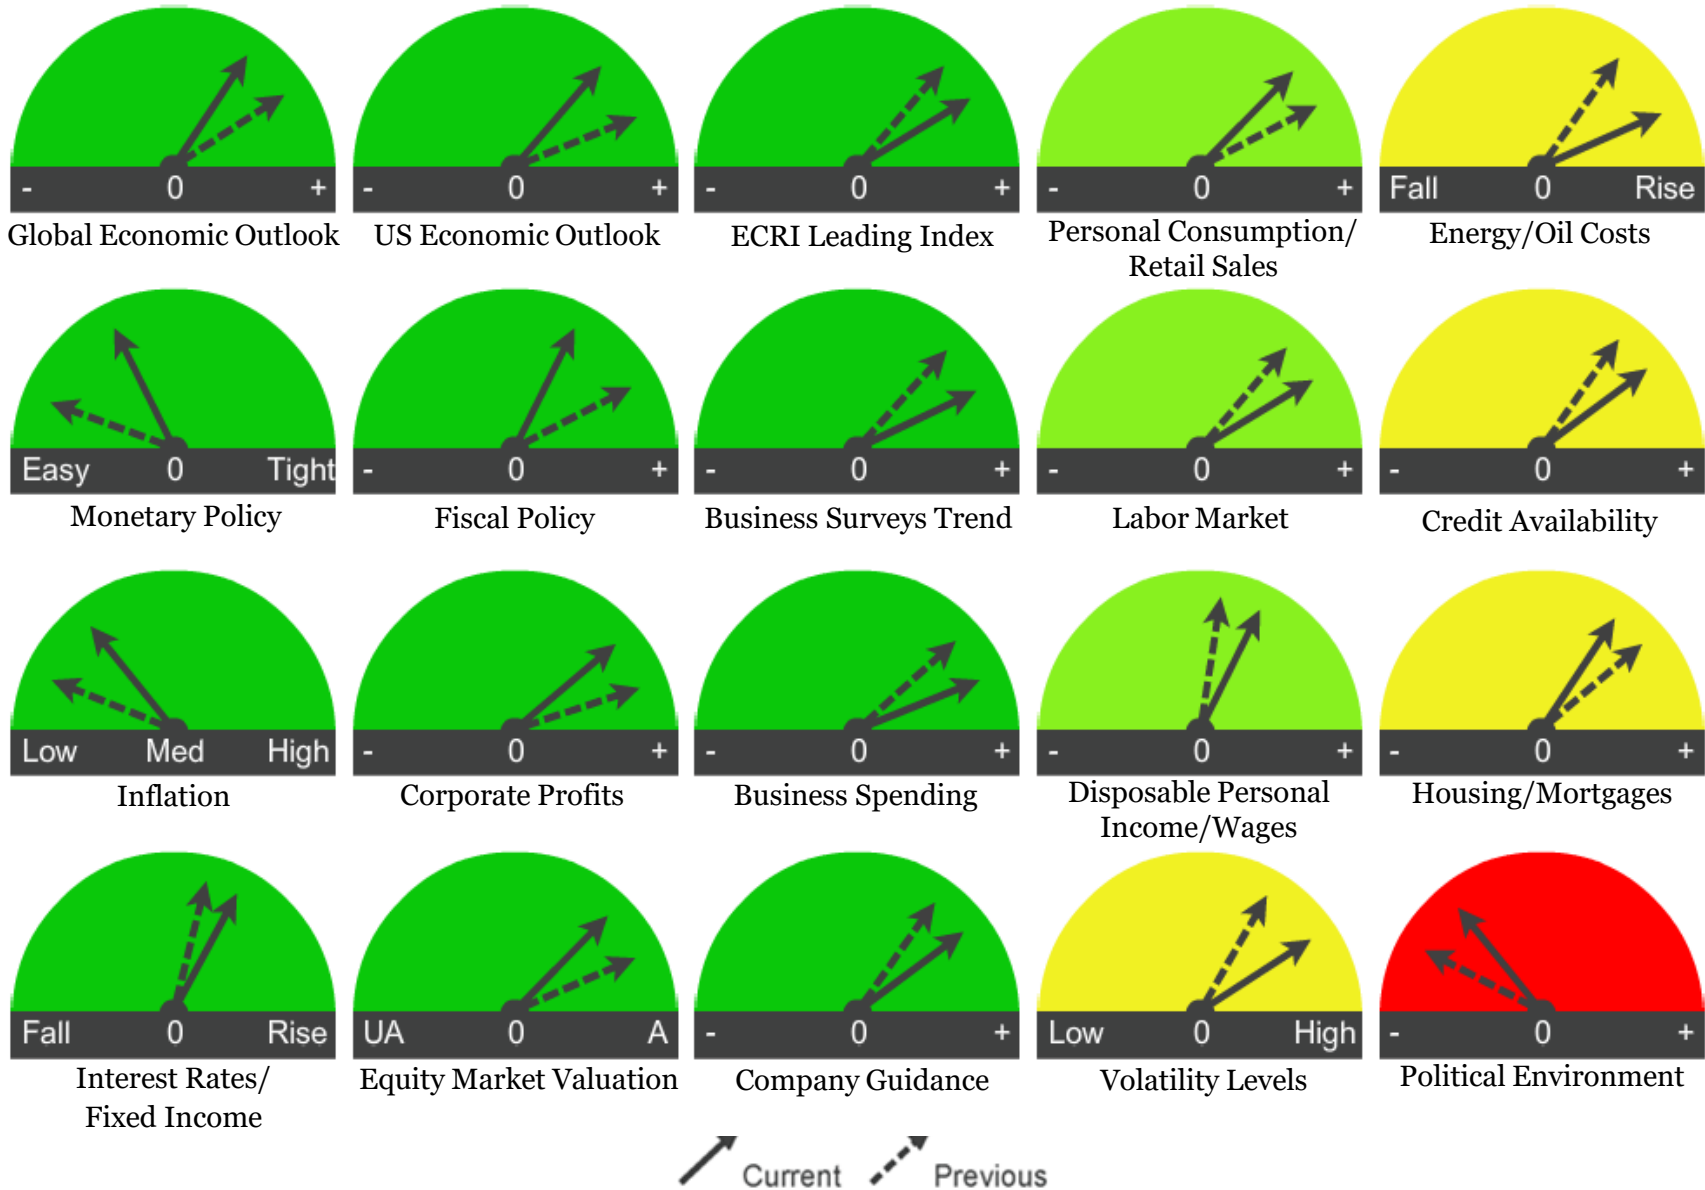 - 0 +
- 0 +
- 0 +
- 0 +
Fall 0 Rise
Global Economic Outlook
US Economic Outlook
ECRI Leading Index
Personal Consumption/
Retail Sales
Energy/Oil Costs
Easy 0 Tight
- 0 +
- 0 +
- 0 +
- 0 +
Monetary Policy
Fiscal Policy
Business Surveys Trend
Labor Market
Credit Availability
Low Med High
- 0 +
- 0 +
- 0 +
- 0 +
Inflation
Corporate Profits
Business Spending
Disposable Personal
Income/Wages
Housing/Mortgages
Fall 0 Rise
UA 0 A
- 0 +
Low 0 High
- 0 +
Interest Rates/
Fixed Income
Equity Market Valuation
Company Guidance
Volatility Levels
Political Environment
Current
Previous